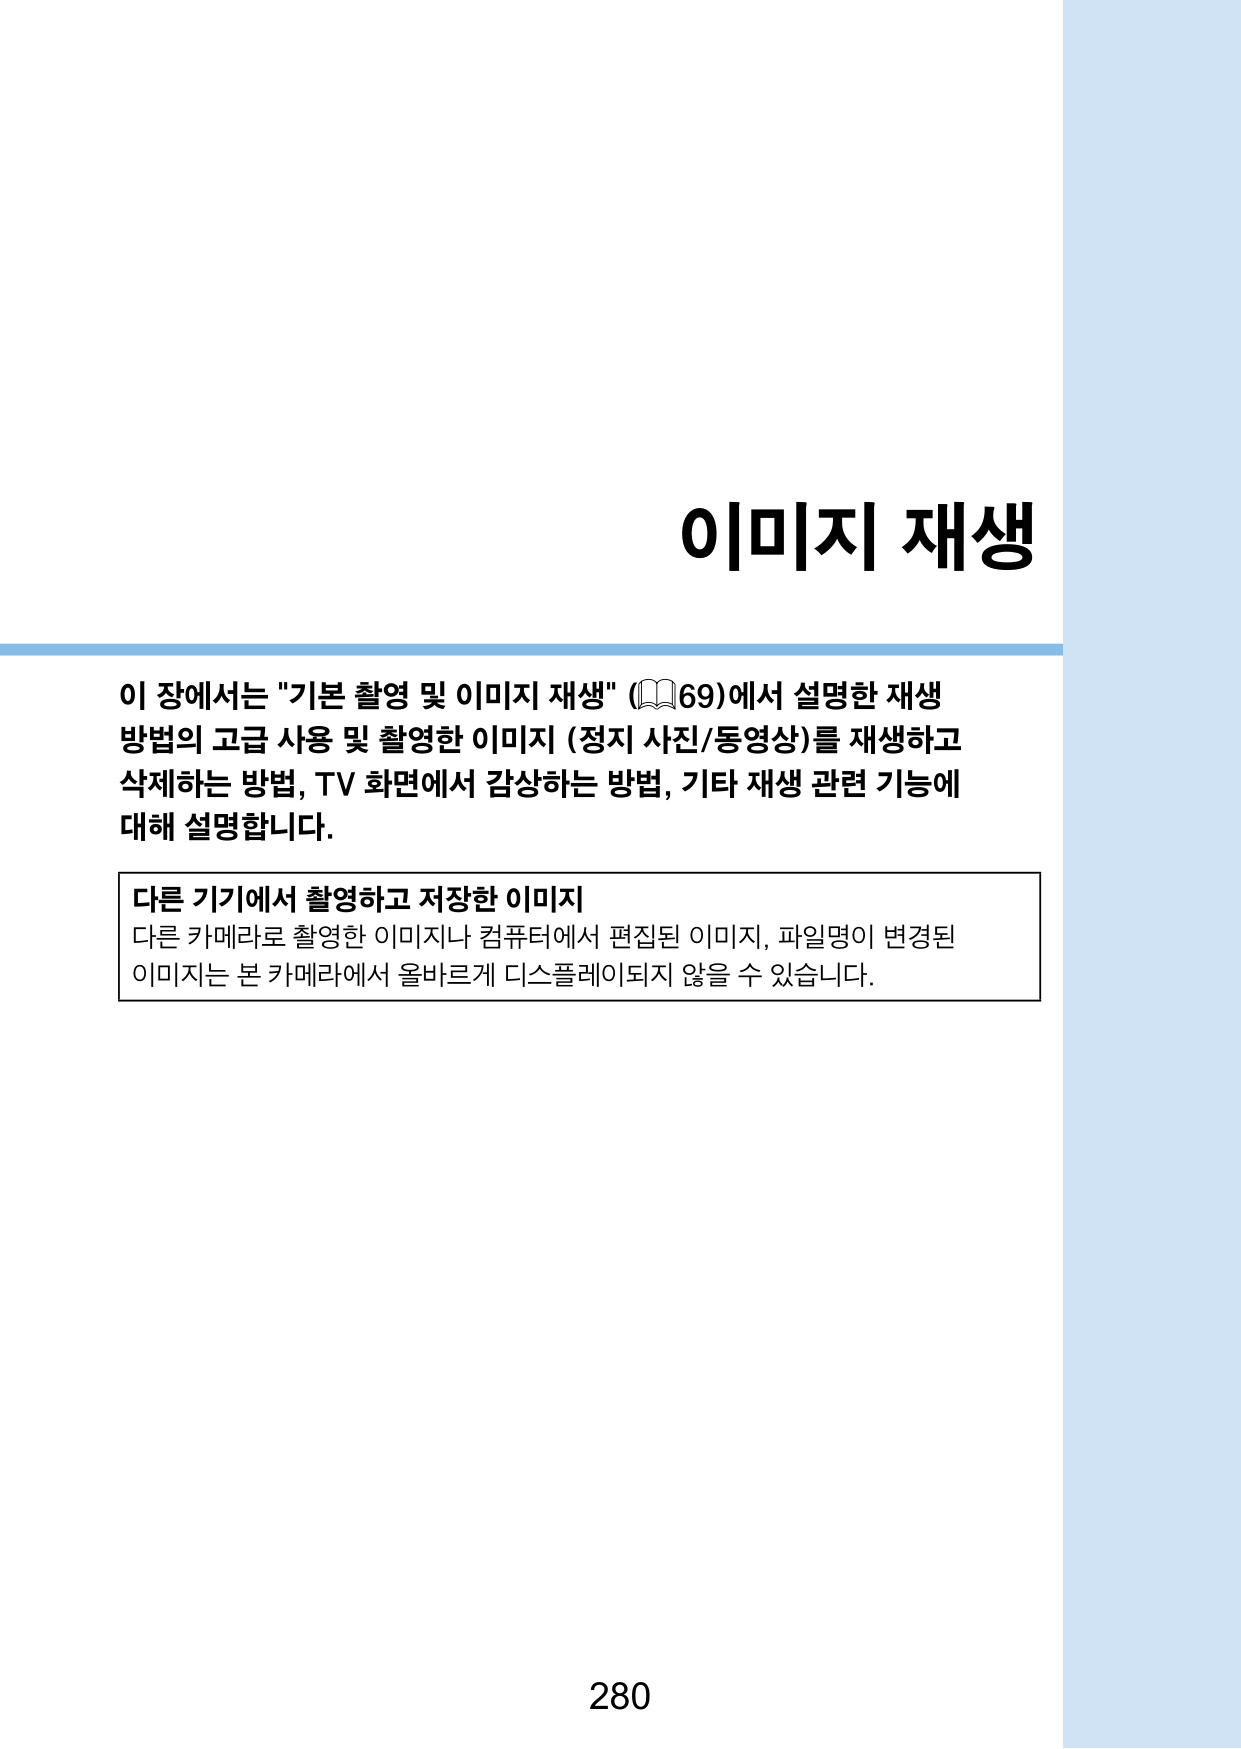 이미지 재생
이 장에서는 "기본 촬영 및 이미지 재생" (69)에서 설명한 재생
방법의 고급 사용 및 촬영한 이미지 (정지 사진/동영상)를 재생하고
삭제하는 방법, TV 화면에서 감상하는 방법, 기타 재생 관련 기능에
대해 설명합니다.
다른 기기에서 촬영하고 저장한 이미지
다른 카메라로 촬영한 이미지나 컴퓨터에서 편집된 이미지, 파일명이 변경된
이미지는 본 카메라에서 올바르게 디스플레이되지 않을 수 있습니다.
280